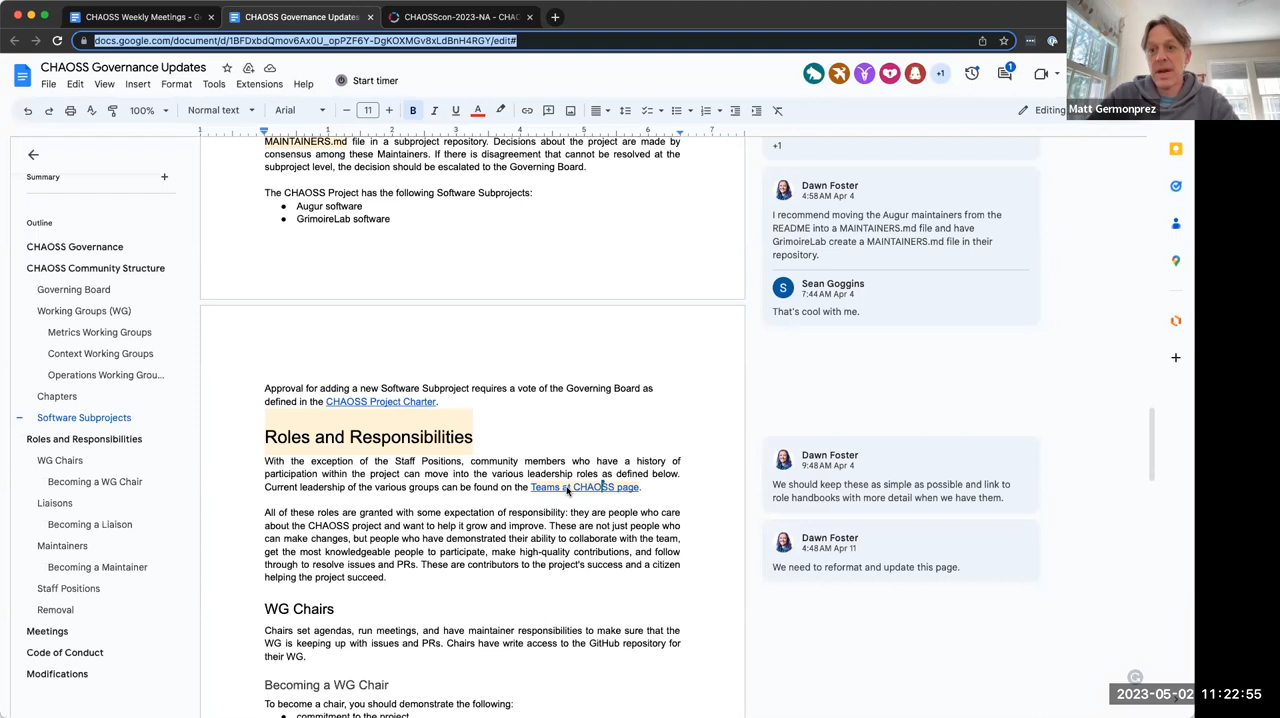 CHAOSS Weekly Meetings - G
CHAOSS Governance Updates
CHAOSScon-2023-NA - CHAO
docs.google.com/document/d/1BFDxbdQmov6Ax0U_opPZF6Y-DgKOXMGv8xLdBnH4RGY/edit#
CHAOSS Governance Updates
File Edit View Insert Format Tools Extensions Help
Start timer
+1
1
100%
Normal text
Arial
11
Editing
Matt Germonprez
1 1 2 3 4 5 6 7
Summary
Outline
CHAOSS Governance
CHAOSS Community Structure
Governing Board
Working Groups (WG)
Metrics Working Groups
Context Working Groups
Operations Working Grou...
Chapters
Software Subprojects
Roles and Responsibilities
WG Chairs
Becoming a WG Chair
Liaisons
Becoming a Liaison
Maintainers
Becoming a Maintainer
Staff Positions
Removal
Meetings
Code of Conduct
Modifications
MAINTAINERS.md file in a subproject repository. Decisions about the project are made by
consensus among these Maintainers. If there is disagreement that cannot be resolved at the
subproject level, the decision should be escalated to the Governing Board.
The CHAOSS Project has the following Software Subprojects:
● Augur software
● GrimoireLab software
Approval for adding a new Software Subproject requires a vote of the Governing Board as
defined in the CHAOSS Project Charter.
Roles and Responsibilities
With the exception of the Staff Positions, community members who have a history of
participation within the project can move into the various leadership roles as defined below.
Current leadership of the various groups can be found on the Teams at CHAOSS page.
All of these roles are granted with some expectation of responsibility: they are people who care
about the CHAOSS project and want to help it grow and improve. These are not just people who
can make changes, but people who have demonstrated their ability to collaborate with the team,
get the most knowledgeable people to participate, make high-quality contributions, and follow
through to resolve issues and PRs. These are contributors to the project's success and a citizen
helping the project succeed.
WG Chairs
Chairs set agendas, run meetings, and have maintainer responsibilities to make sure that the
WG is keeping up with issues and PRs. Chairs have write access to the GitHub repository for
their WG.
Becoming a WG Chair
To become a chair, you should demonstrate the following:
● commitment to the project
+1
Dawn Foster
4:58 AM Apr 4
I recommend moving the Augur maintainers from the
README into a MAINTAINERS.md file and have
GrimoireLab create a MAINTAINERS.md file in their
repository.
S
Sean Goggins
7:44 AM Apr 4
That's cool with me.
Dawn Foster
9:48 AM Apr 4
We should keep these as simple as possible and link to
role handbooks with more detail when we have them.
Dawn Foster
4:48 AM Apr 11
We need to reformat and update this page.
2023-05-02 11:22:55